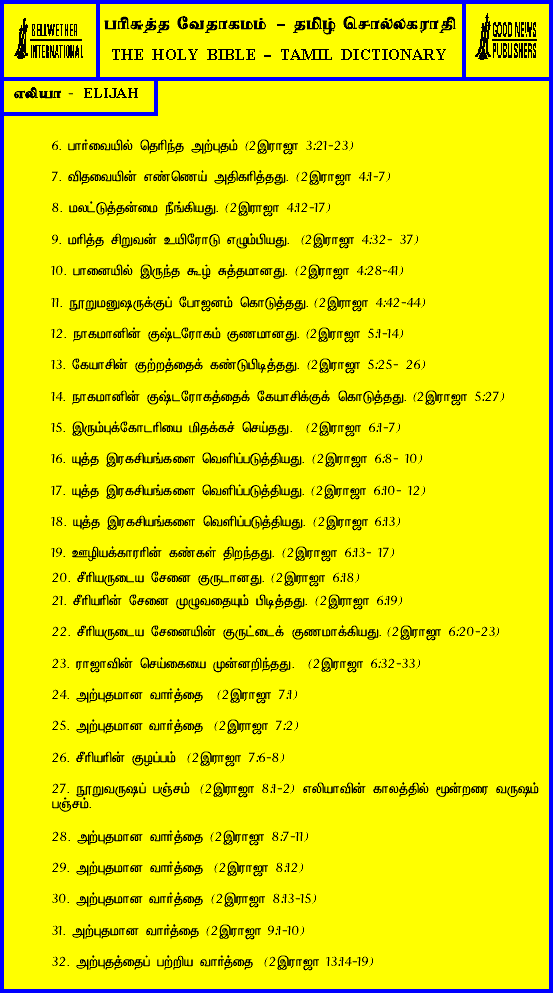 BELLWETHER
INTERNATIONAL
பரிசுத்த வேதாகமம் – தமிழ் சொல்லகராதி
THE HOLY BIBLE – TAMIL DICTIONARY
GOOD NEWS
PUBLISHERS
எலியா - ELIJAH
6. பார்வையில் தெரிந்த அற்புதம் (2இராஜா 3:21-23)
7. விதவையின் எண்ணெய் அதிகரித்தது. (2இராஜா 4:1-7)
8. மலட்டுத்தன்மை நீங்கியது. (2இராஜா 4:12-17)
9. மரித்த சிறுவன் உயிரோடு எழும்பியது. (2இராஜா 4:32- 37)
10. பானையில் இருந்த கூழ் சுத்தமானது. (2இராஜா 4:28-41)
11. நூறுமனுஷருக்குப் போஜனம் கொடுத்தது. (2இராஜா 4:42-44)
12. நாகமானின் குஷ்டரோகம் குணமானது. (2இராஜா 5:1-14)
13. கேயாசின் குற்றத்தைக் கண்டுபிடித்தது. (2இராஜா 5:25- 26)
14. நாகமானின் குஷ்டரோகத்தைக் கேயாசிக்குக் கொடுத்தது. (2இராஜா 5:27)
15. இரும்புக்கோடரியை மிதக்கச் செய்தது. (2இராஜா 6:1-7)
16. யுத்த இரகசியங்களை வெளிப்படுத்தியது. (2இராஜா 6:8- 10)
17. யுத்த இரகசியங்களை வெளிப்படுத்தியது. (2இராஜா 6:10- 12)
18. யுத்த இரகசியங்களை வெளிப்படுத்தியது. (2இராஜா 6:13)
19. ஊழியக்காரரின் கண்கள் திறந்தது. (2இராஜா 6:13- 17)
20. சீரியருடைய சேனை குருடானது. (2இராஜா 6:18)
21. சீரியரின் சேனை முழுவதையும் பிடித்தது. (2இராஜா 6:19)
22. சீரியருடைய சேனையின் குருட்டைக் குணமாக்கியது. (2இராஜா 6:20-23)
23. ராஜாவின் செய்கையை முன்னறிந்தது. (2இராஜா 6:32-33)
24. அற்புதமான வார்த்தை (2இராஜா 7:1)
25. அற்புதமான வார்த்தை (2இராஜா 7:2)
26. சீரியரின் குழப்பம் (2இராஜா 7:6-8)
27. நூறுவருஷப் பஞ்சம் (2இராஜா 8:1-2) எலியாவின் காலத்தில் மூன்றரை வருஷம்
பஞ்சம்.
28. அற்புதமான வார்த்தை (2இராஜா 8:7-11)
29. அற்புதமான வார்த்தை (2இராஜா 8:12)
30. அற்புதமான வார்த்தை (2இராஜா 8:13-15)
31. அற்புதமான வார்த்தை (2இராஜா 9:1-10)
32. அற்புதத்தைப் பற்றிய வார்த்தை (2இராஜா 13:14-19)